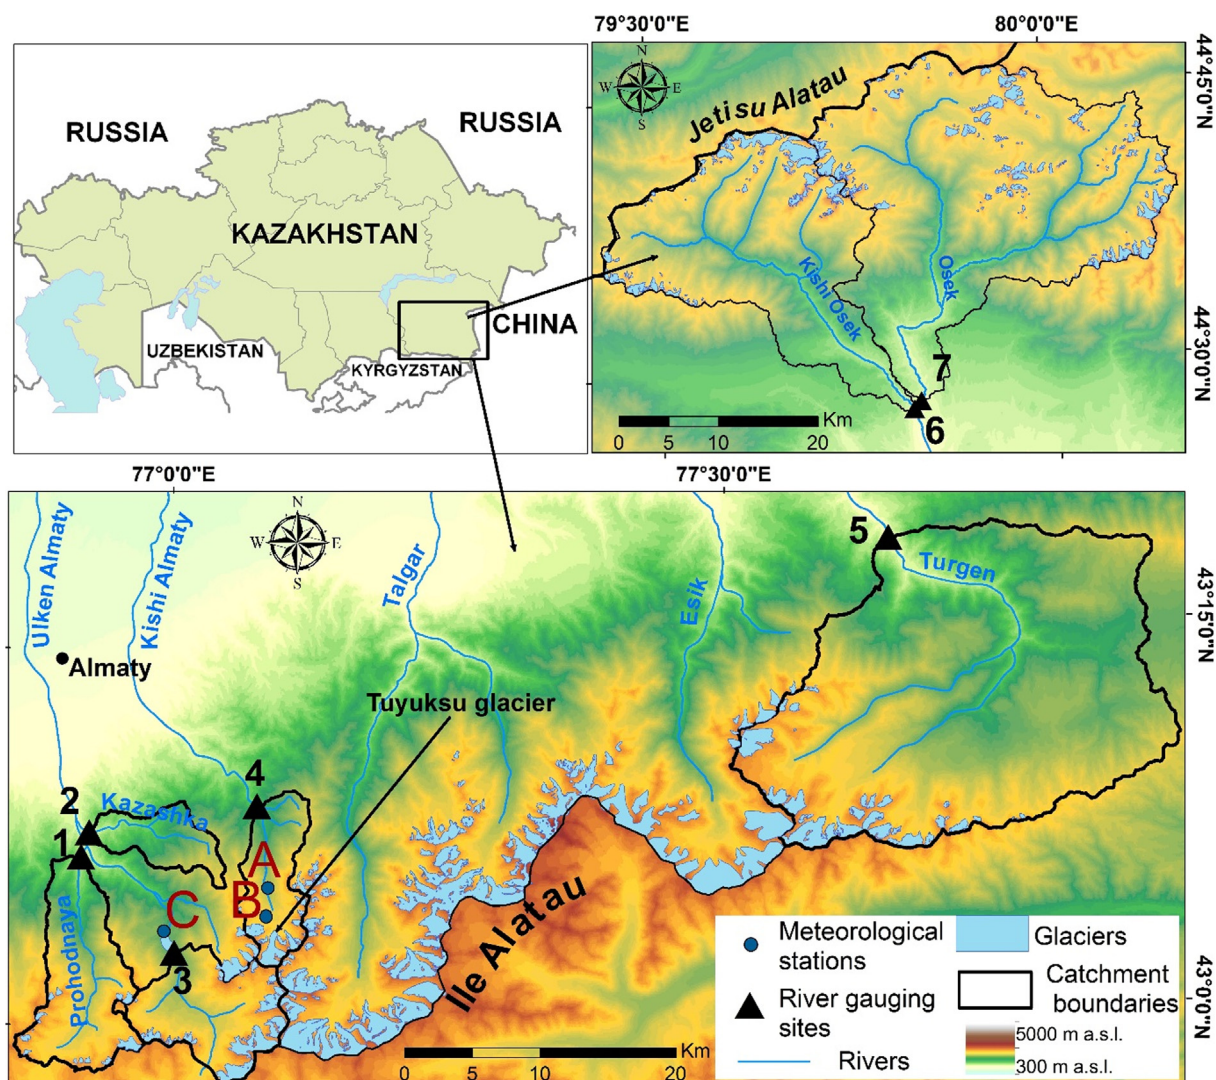 RUSSIA
RUSSIA
KAZAKHSTAN
CHINA
UZBEKISTAN
KYRGYZSTAN
79°30'0"E
80°0'0"E
44°45'0"N
44°30'0"N
N
W
E
S
Jetisu Alatau
Kishi Osek
Osek
7
6
Km
0
5
10
20
77°0'0"E
77°30'0"E
43°15'0"N
43°0'0"N
N
W
E
S
Ulken Almaty
Kishi Almaty
Talgar
Esik
Turgen
5
Almaty
Tuyuksu glacier
4
2
Kazashka
1
A
B
C
3
Prohodnaya
Ile Alatau
Km
0
5
10
20
Meteorological
stations
River gauging
sites
Rivers
Glaciers
Catchment
boundaries
5000 m a.s.l.
300 m a.s.l.